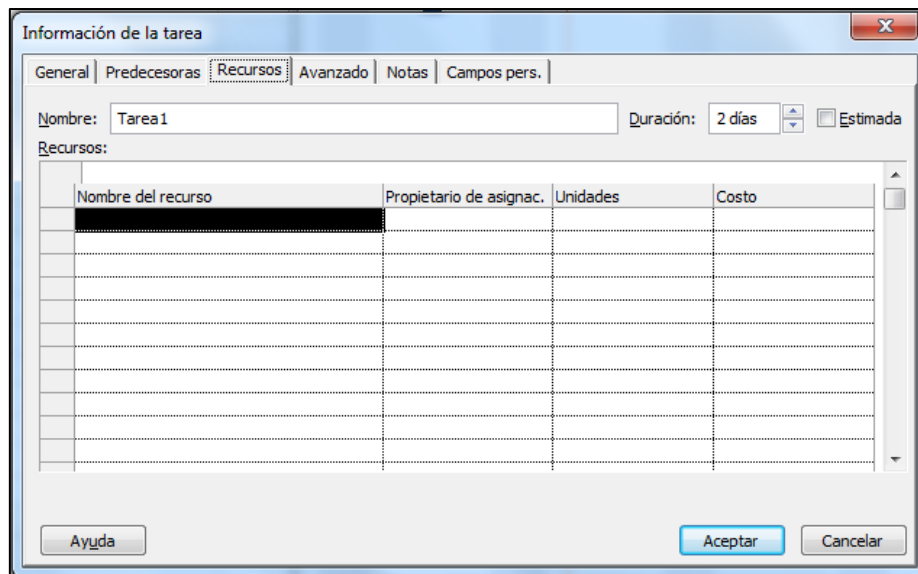 Información de la tarea
General Predecesoras Recursos Avanzado Notas Campos pers.
Nombre: Tarea1 Duración: 2 días Estimada
Recursos:
Nombre del recurso Propietario de asignac. Unidades Costo
Ayuda Aceptar Cancelar